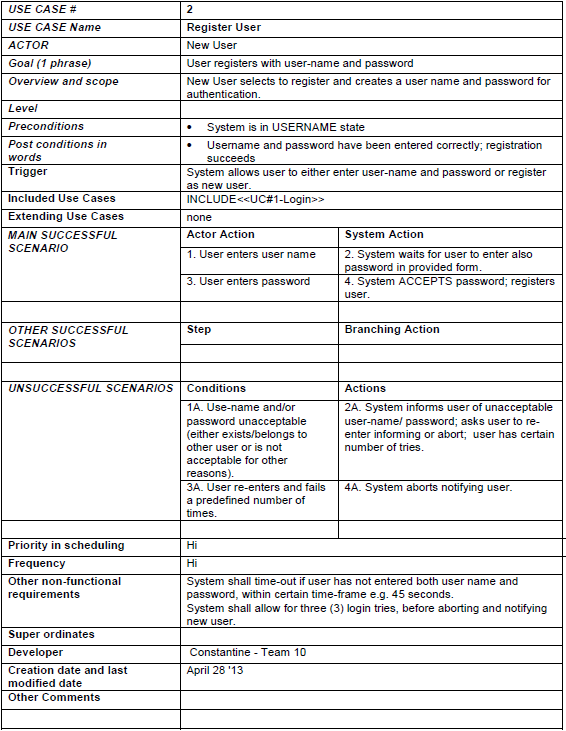 USE CASE #
2
USE CASE Name
Register User
ACTOR
New User
Goal (1 phrase)
User registers with user-name and password
Overview and scope
New User selects to register and creates a user name and password for
authentication.
Level
Preconditions
• System is in USERNAME state
Post conditions in
words
• Username and password have been entered correctly; registration
succeeds
Trigger
System allows user to either enter user-name and password or register
as new user.
Included Use Cases
INCLUDE<<UC#1-Login>>
Extending Use Cases
none
MAIN SUCCESSFUL
SCENARIO
Actor Action
System Action
1. User enters user name
2. System waits for user to enter also
password in provided form.
3. User enters password
4. System ACCEPTS password; registers
user.
OTHER SUCCESSFUL
SCENARIOS
Step
Branching Action
UNSUCCESSFUL SCENARIOS
Conditions
Actions
1A. Use-name and/or
password unacceptable
(either exists/belongs to
other user or is not
acceptable for other
reasons).
2A. System informs user of unacceptable
user-name/ password; asks user to re-
enter informing or abort; user has certain
number of tries.
3A. User re-enters and fails
a predefined number of
times.
4A. System aborts notifying user.
Priority in scheduling
Hi
Frequency
Hi
Other non-functional
requirements
System shall time-out if user has not entered both user name and
password, within certain time-frame e.g. 45 seconds.
System shall allow for three (3) login tries, before aborting and notifying
new user.
Super ordinates
Developer
Constantine - Team 10
Creation date and last
modified date
April 28 '13
Other Comments